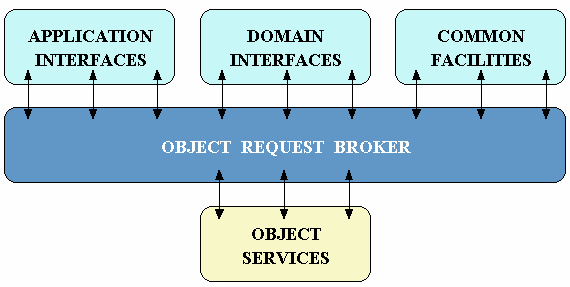 APPLICATION
INTERFACES
DOMAIN
INTERFACES
COMMON
FACILITIES
OBJECT REQUEST BROKER
OBJECT
SERVICES